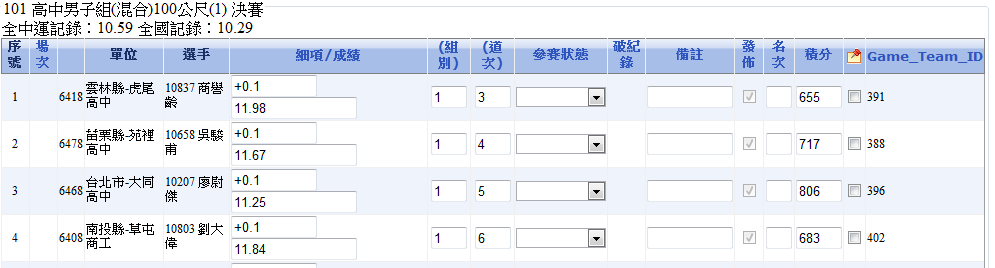 101 高中男子組(混合)100公尺(1) 決賽
全中運記錄：10.59 全國記錄：10.29
序號 場次 單位 選手 細項/成績 (組別) (道次) 參賽狀態 破紀錄 備註 發佈 名次 積分 Game_Team_ID
1 6418 雲林縣-虎尾高中 10837 商譽齡 +0.1 11.98 1 3 655 391
2 6478 苗栗縣-苑裡高中 10658 吳駿甫 +0.1 11.67 1 4 717 388
3 6468 台北市-大同高中 10207 廖尉傑 +0.1 11.25 1 5 806 396
4 6408 南投縣-草屯商工 10803 劉大偉 +0.1 11.84 1 6 683 402